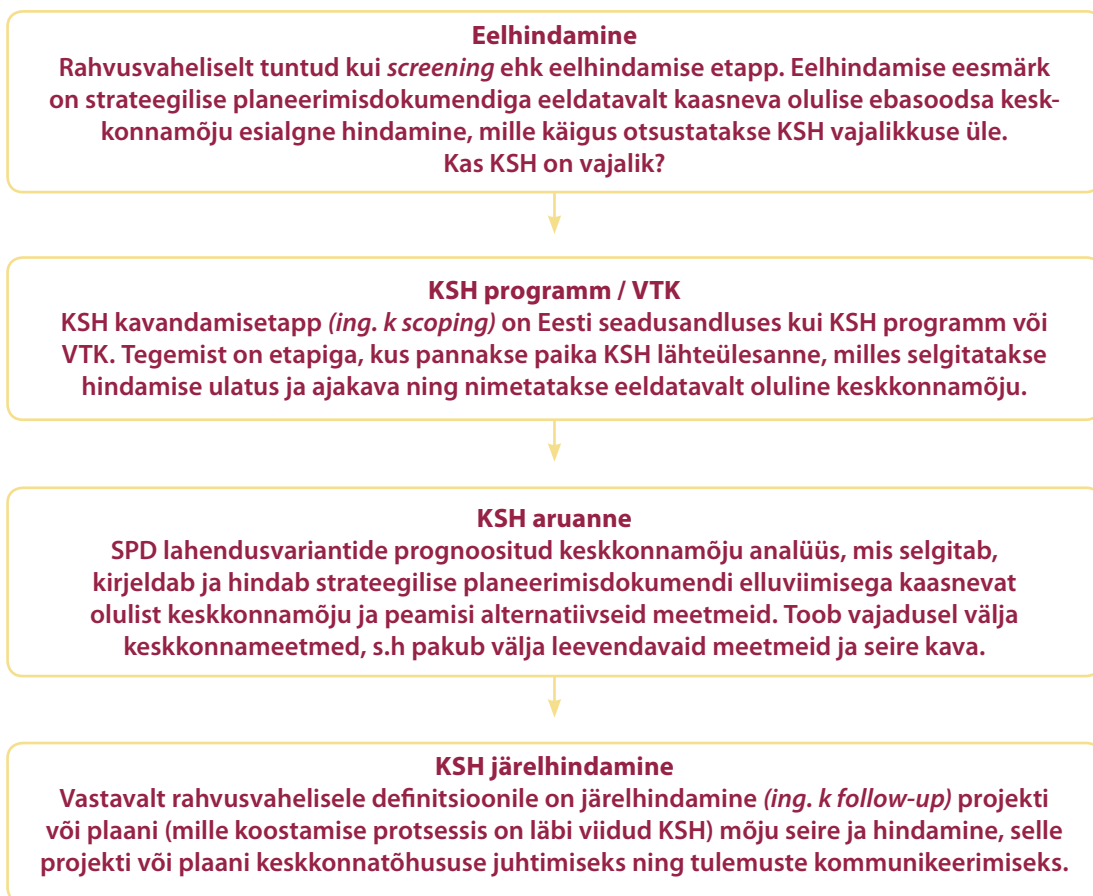 Eelhindamine
Rahvusvaheliselt tuntud kui screening ehk eelhindamise etapp. Eelhindamise eesmärk
on strateegilise planeerimisdokumendiga eeldatavalt kaasneva olulise ebasoodsa kesk-
konnamõju esialgne hindamine, mille käigus otsustatakse KSH vajalikkuse üle.
Kas KSH on vajalik?
KSH programm / VTK
KSH kavandamisetapp (ing. k scoping) on Eesti seadusandluses kui KSH programm või
VTK. Tegemist on etapiga, kus pannakse paika KSH lähteülesanne, milles selgitatakse
hindamise ulatus ja ajakava ning nimetatakse eeldatavalt oluline keskkonnamõju.
KSH aruanne
SPD lahendusvariantide prognoositud keskkonnamõju analüüs, mis selgitab,
kirjeldab ja hindab strateegilise planeerimisdokumendi elluviimisega kaasnevat
olulist keskkonnamõju ja peamisi alternatiivseid meetmeid. Toob vajadusel välja
keskkonnameetmed, s.h pakub välja leevendavaid meetmeid ja seire kava.
KSH järelhindamine
Vastavalt rahvusvahelisele definitsioonile on järelhindamine (ing. k follow-up) projekti
või plaani (mille koostamise protsessis on läbi viidud KSH) mõju seire ja hindamine, selle
projekti või plaani keskkonnatõhususe juhtimiseks ning tulemuste kommunikeerimiseks.